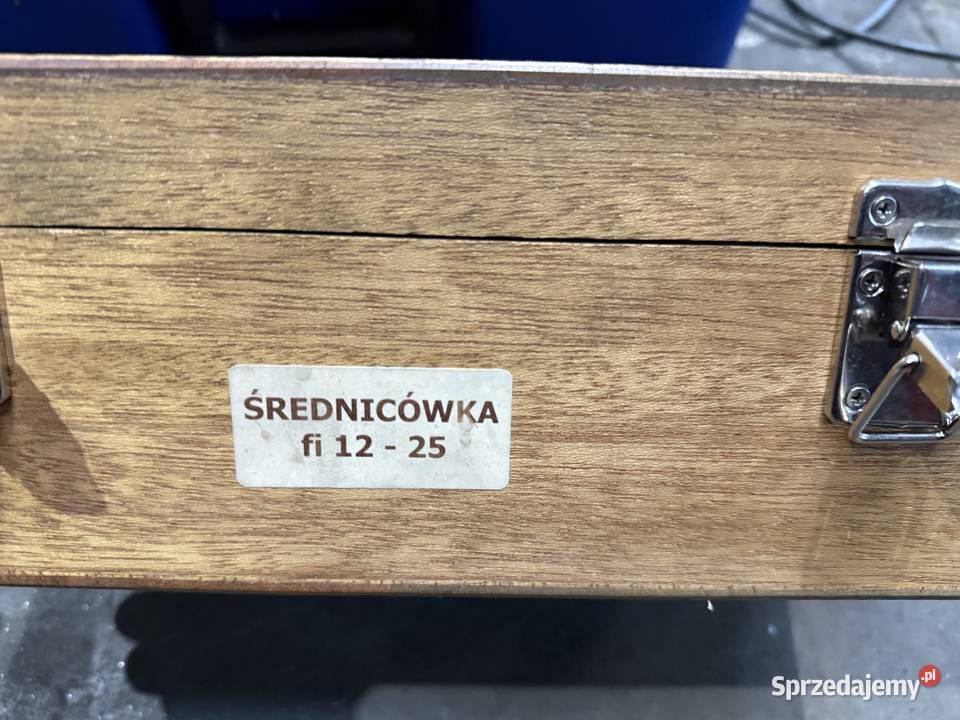 ŚREDNICÓWKA
fi 12 - 25
Sprzedajemy.pl